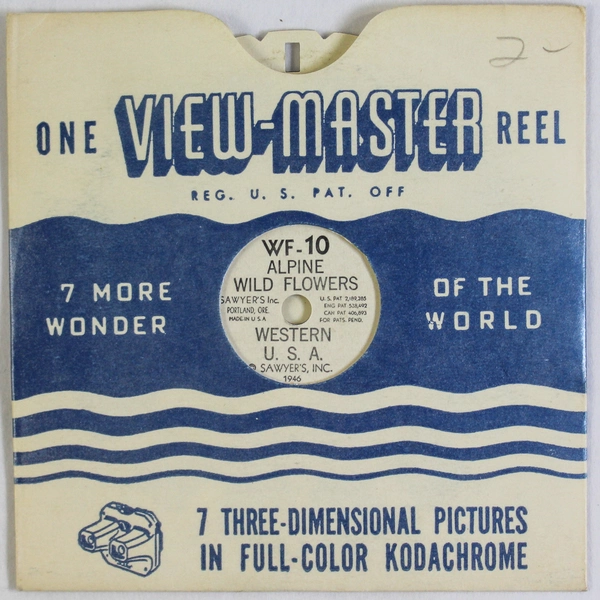 2-
ONE VIEW-MASTER REEL
REG. U. S. PAT. OFF
7 MORE
WONDER
OF THE
WORLD
WF-10
ALPINE
WILD FLOWERS
SAWYER'S Inc.
PORTLAND, ORE.
MADE IN U.S.A.
U.S. PAT 2,189,285
ENG PAT 528,492
CAN PAT 406,893
FOR. PATS. PEND.
WESTERN
U. S. A.
© SAWYER'S, INC.
1946
7 THREE-DIMENSIONAL PICTURES
IN FULL-COLOR KODACHROME